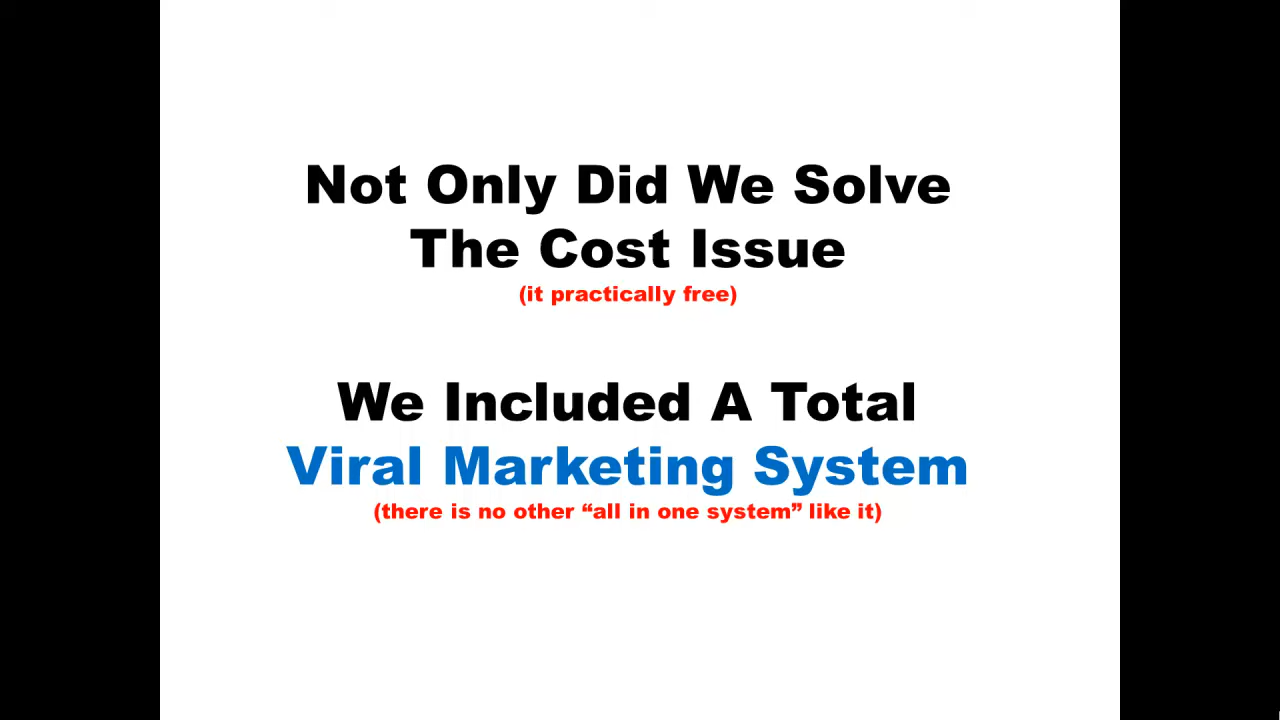 Not Only Did We Solve
The Cost Issue
(it practically free)
We Included A Total
Viral Marketing System
(there is no other “all in one system” like it)